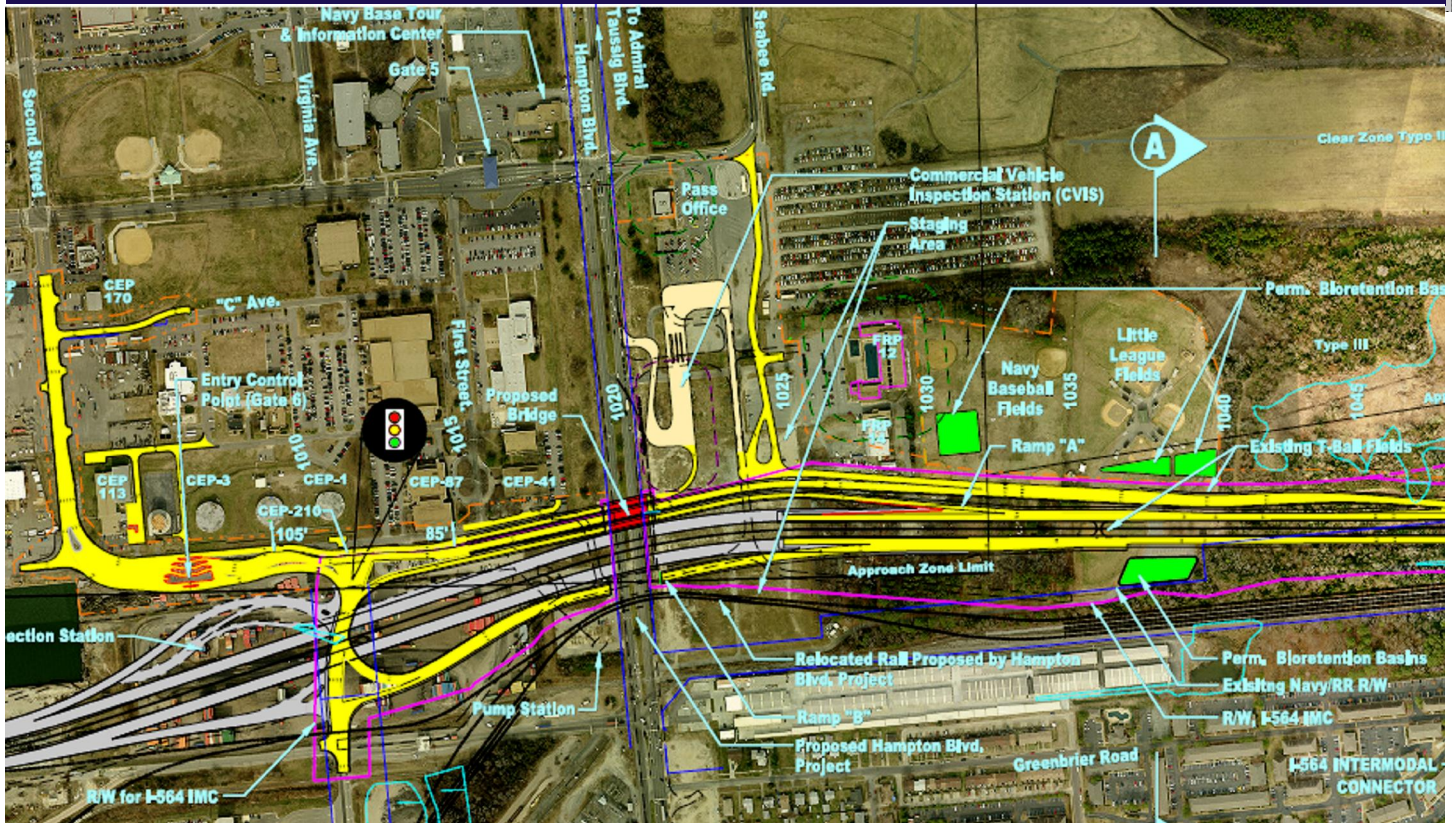 Navy Base Tour
& Information Center
Gate 5
Second Street
Virginia Ave.
Hampton Blvd.
To Admiral
Taussig Blvd.
Seabee Rd.
A
Clear Zone Type II
Pass
Office
Commercial Vehicle
Inspection Station (CVIS)
Staging
Area
CEP
170
"C" Ave.
Perm. Bioretention Bas
Type III
Little
League
Fields
FRP
12
Navy
Baseball
Fields
First Street.
Entry Control
Point (Gate 6)
Proposed
Bridge
1010
1015
1020
1025
1030
1035
1040
1045
Ramp "A"
Existing T-Ball Fields
CEP
113
CEP-3
CEP-1
CEP-87
CEP-41
CEP-210
105'
85'
Approach Zone Limit
ection Station
Relocated Rail Proposed by Hampton
Blvd. Project
Perm. Bioretention Basins
Exisitng Navy/RR R/W
Pump Station
Ramp "B"
R/W, I-564 IMC
Proposed Hampton Blvd.
Project
Greenbrier Road
I-564 INTERMODAL
CONNECTOR
R/W for I-564 IMC